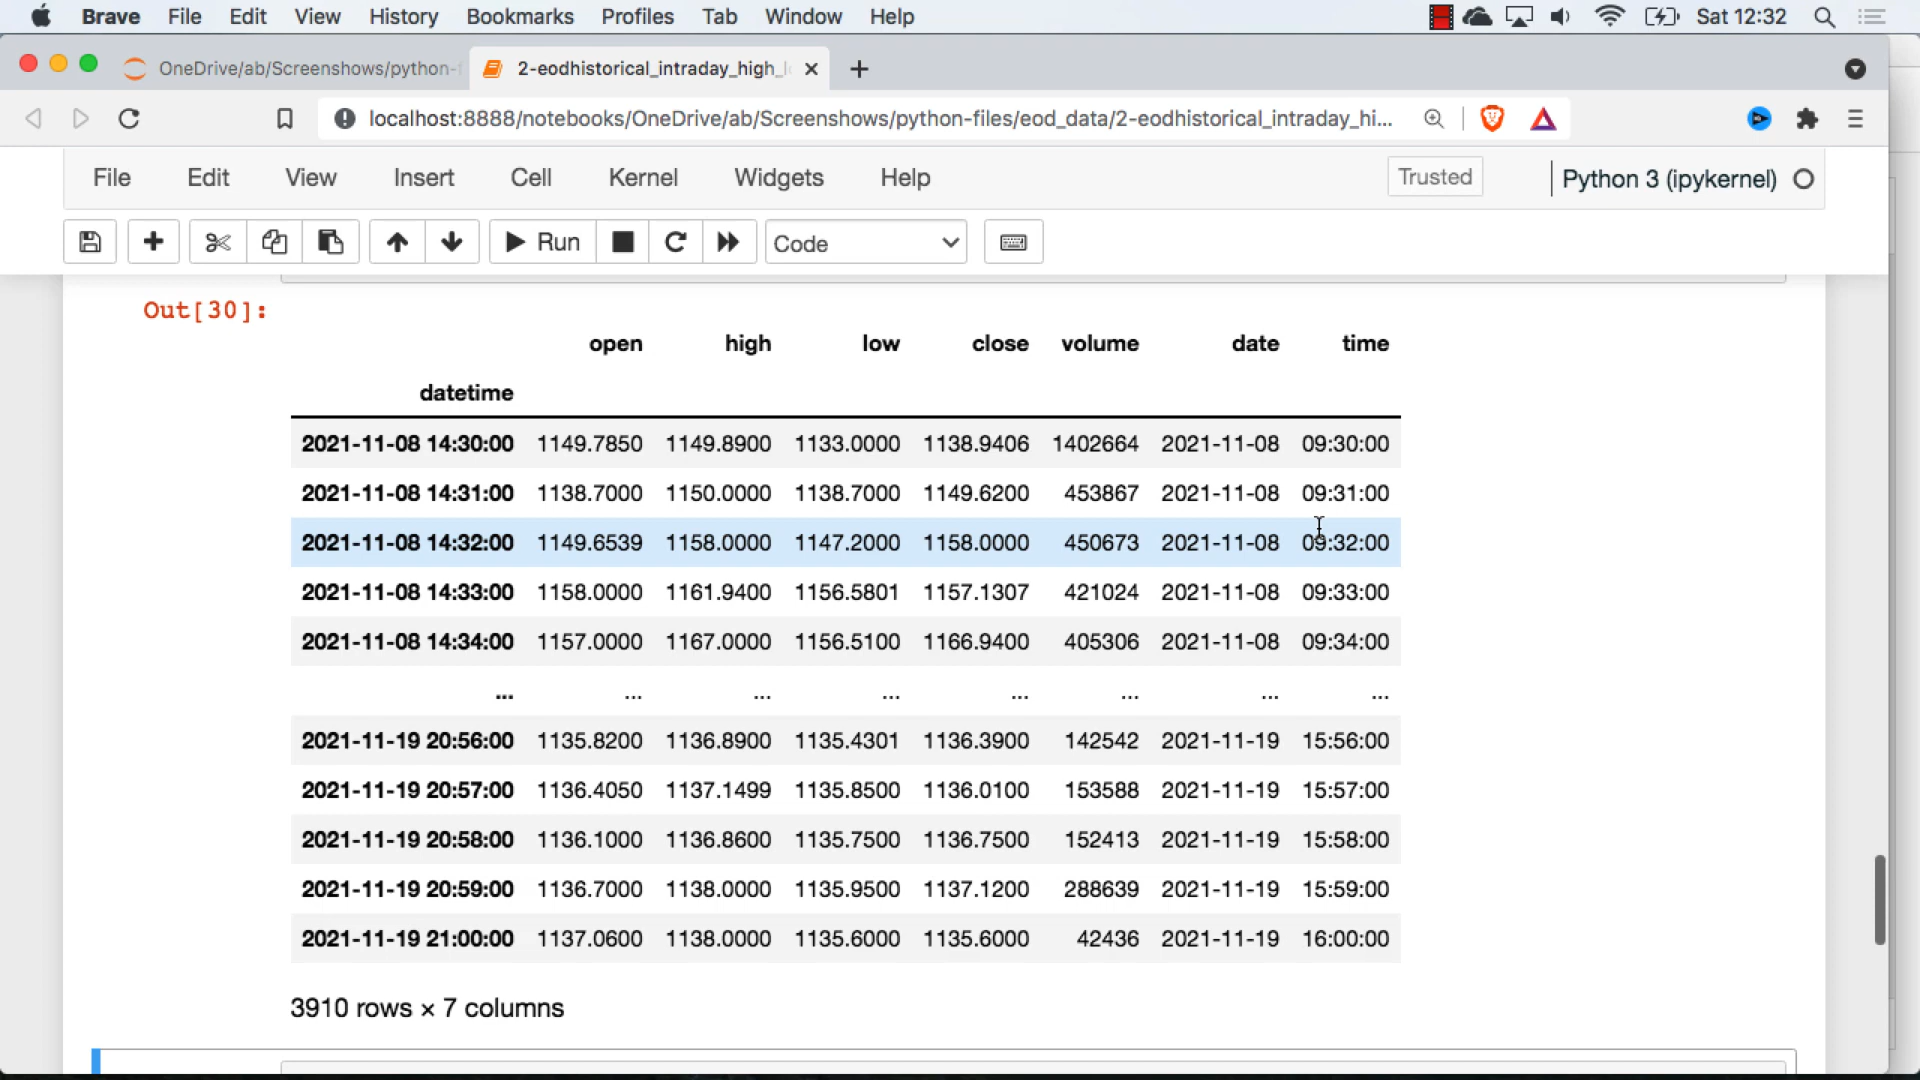 Brave File Edit View History Bookmarks Profiles Tab Window Help Sat 12:32
OneDrive/ab/Screenshows/python-f 2-eodhistorical_intraday_high_l
localhost:8888/notebooks/OneDrive/ab/Screenshows/python-files/eod_data/2-eodhistorical_intraday_hi...
File Edit View Insert Cell Kernel Widgets Help Trusted Python 3 (ipykernel)
Run Code
Out[30]:
open high low close volume date time
datetime
2021-11-08 14:30:00 1149.7850 1149.8900 1133.0000 1138.9406 1402664 2021-11-08 09:30:00
2021-11-08 14:31:00 1138.7000 1150.0000 1138.7000 1149.6200 453867 2021-11-08 09:31:00
2021-11-08 14:32:00 1149.6539 1158.0000 1147.2000 1158.0000 450673 2021-11-08 09:32:00
2021-11-08 14:33:00 1158.0000 1161.9400 1156.5801 1157.1307 421024 2021-11-08 09:33:00
2021-11-08 14:34:00 1157.0000 1167.0000 1156.5100 1166.9400 405306 2021-11-08 09:34:00
... ... ... ... ... ... ... ...
2021-11-19 20:56:00 1135.8200 1136.8900 1135.4301 1136.3900 142542 2021-11-19 15:56:00
2021-11-19 20:57:00 1136.4050 1137.1499 1135.8500 1136.0100 153588 2021-11-19 15:57:00
2021-11-19 20:58:00 1136.1000 1136.8600 1135.7500 1136.7500 152413 2021-11-19 15:58:00
2021-11-19 20:59:00 1136.7000 1138.0000 1135.9500 1137.1200 288639 2021-11-19 15:59:00
2021-11-19 21:00:00 1137.0600 1138.0000 1135.6000 1135.6000 42436 2021-11-19 16:00:00
3910 rows × 7 columns